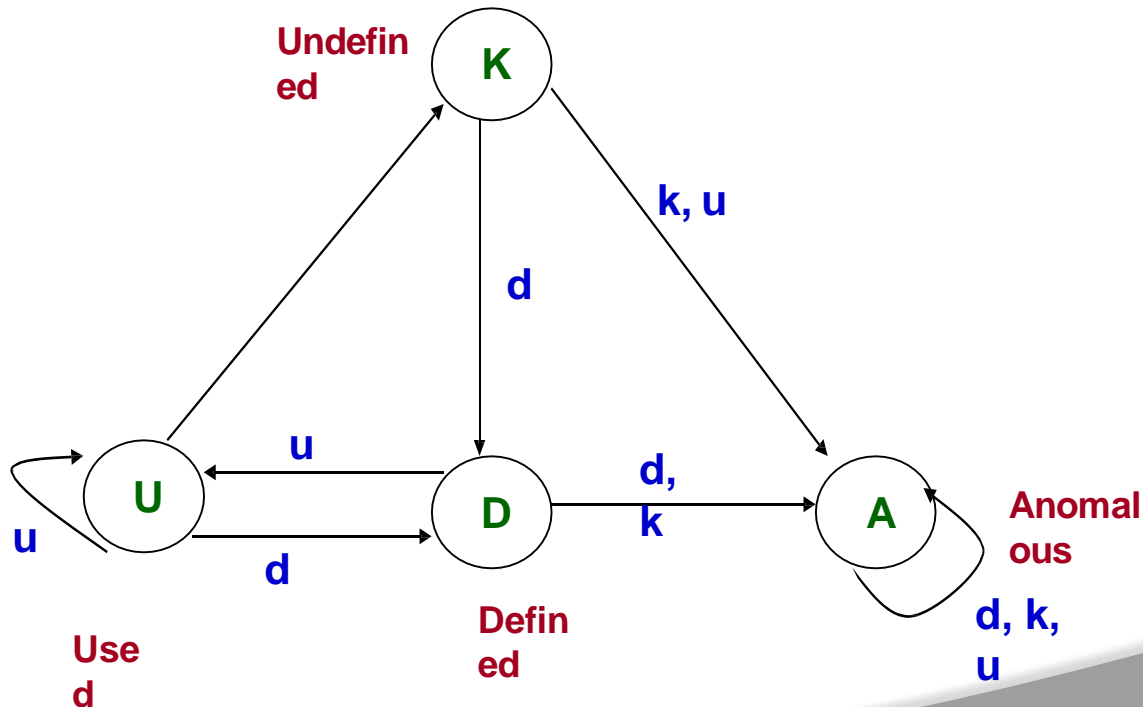 Undefin
ed
K
k, u
d
u
U
u
d
D
d,
k
A
Anomal
ous
d, k,
u
Defin
ed
Use
d